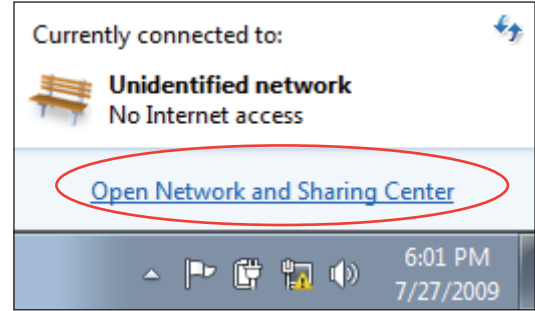 Currently connected to:
Unidentified network
No Internet access
Open Network and Sharing Center
6:01 PM
7/27/2009